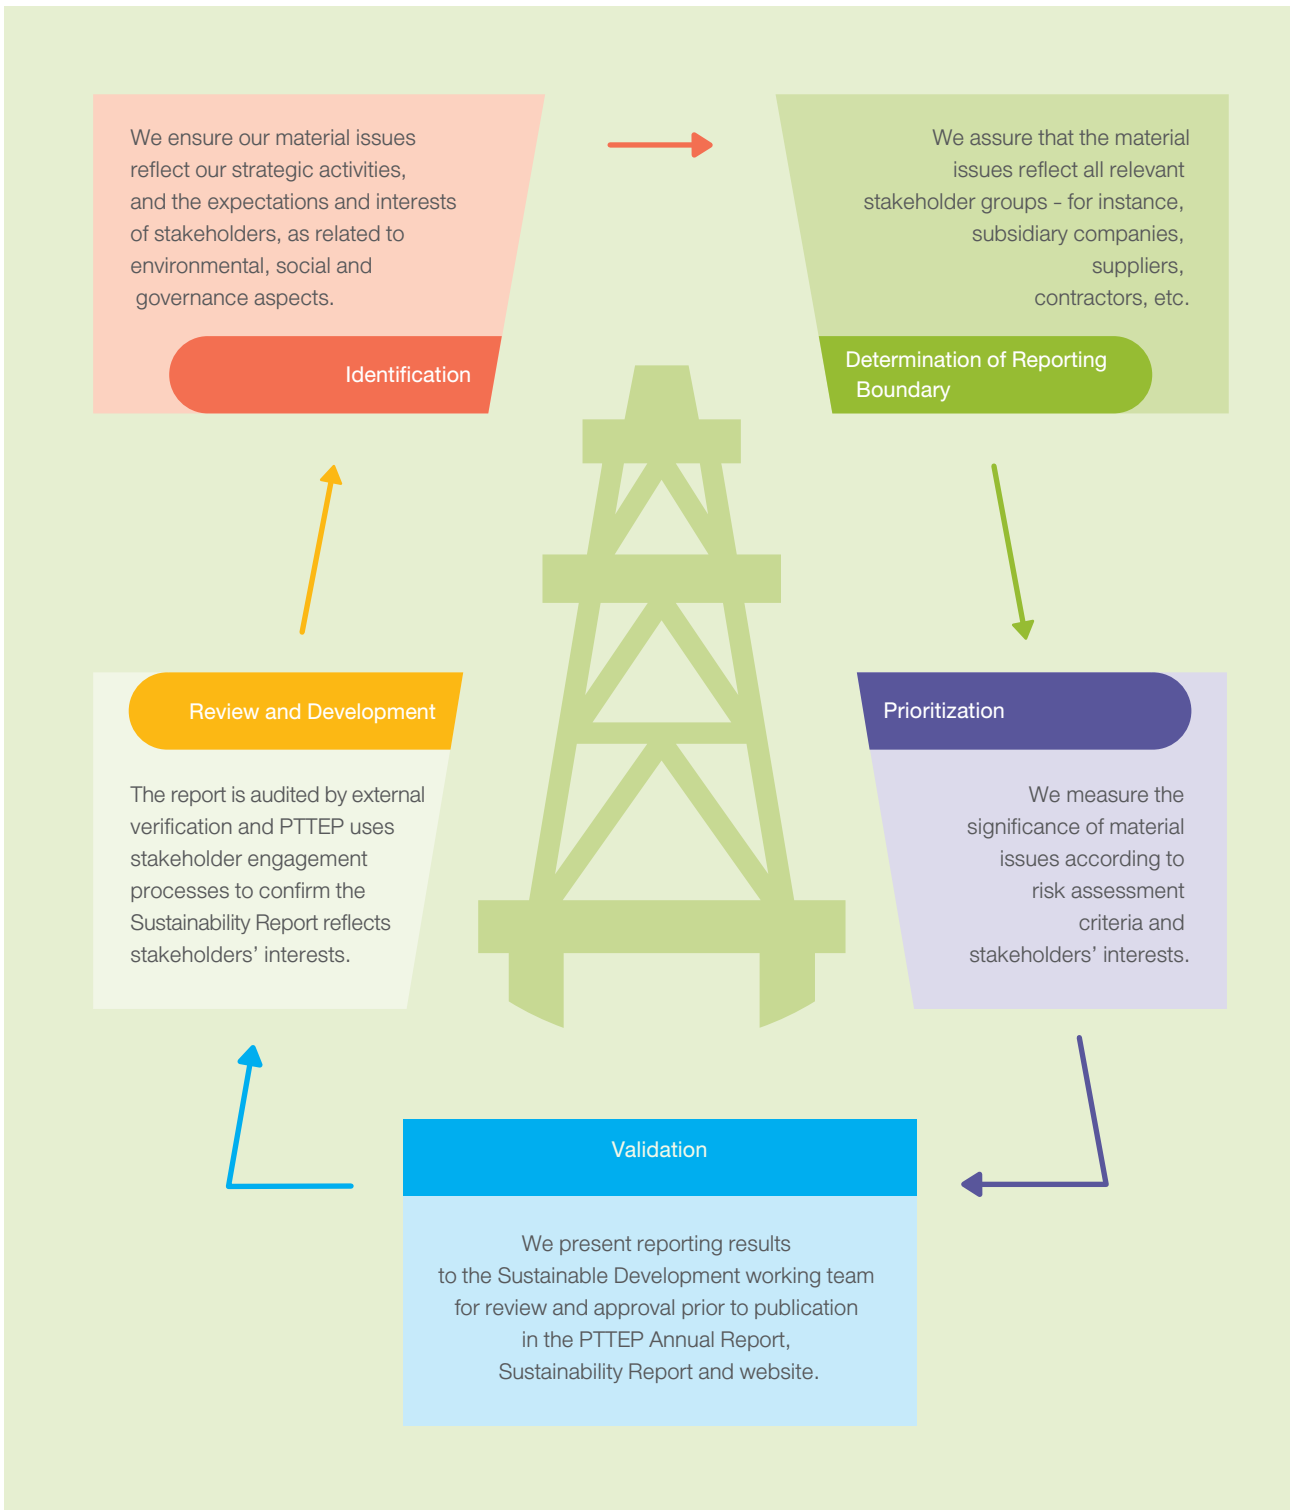 We ensure our material issues
reflect our strategic activities,
and the expectations and interests
of stakeholders, as related to
environmental, social and
governance aspects.
Identification
We assure that the material
issues reflect all relevant
stakeholder groups - for instance,
subsidiary companies,
suppliers,
contractors, etc.
Determination of Reporting
Boundary
Prioritization
We measure the
significance of material
issues according to
risk assessment
criteria and
stakeholders’ interests.
Validation
We present reporting results
to the Sustainable Development working team
for review and approval prior to publication
in the PTTEP Annual Report,
Sustainability Report and website.
Review and Development
The report is audited by external
verification and PTTEP uses
stakeholder engagement
processes to confirm the
Sustainability Report reflects
stakeholders’ interests.